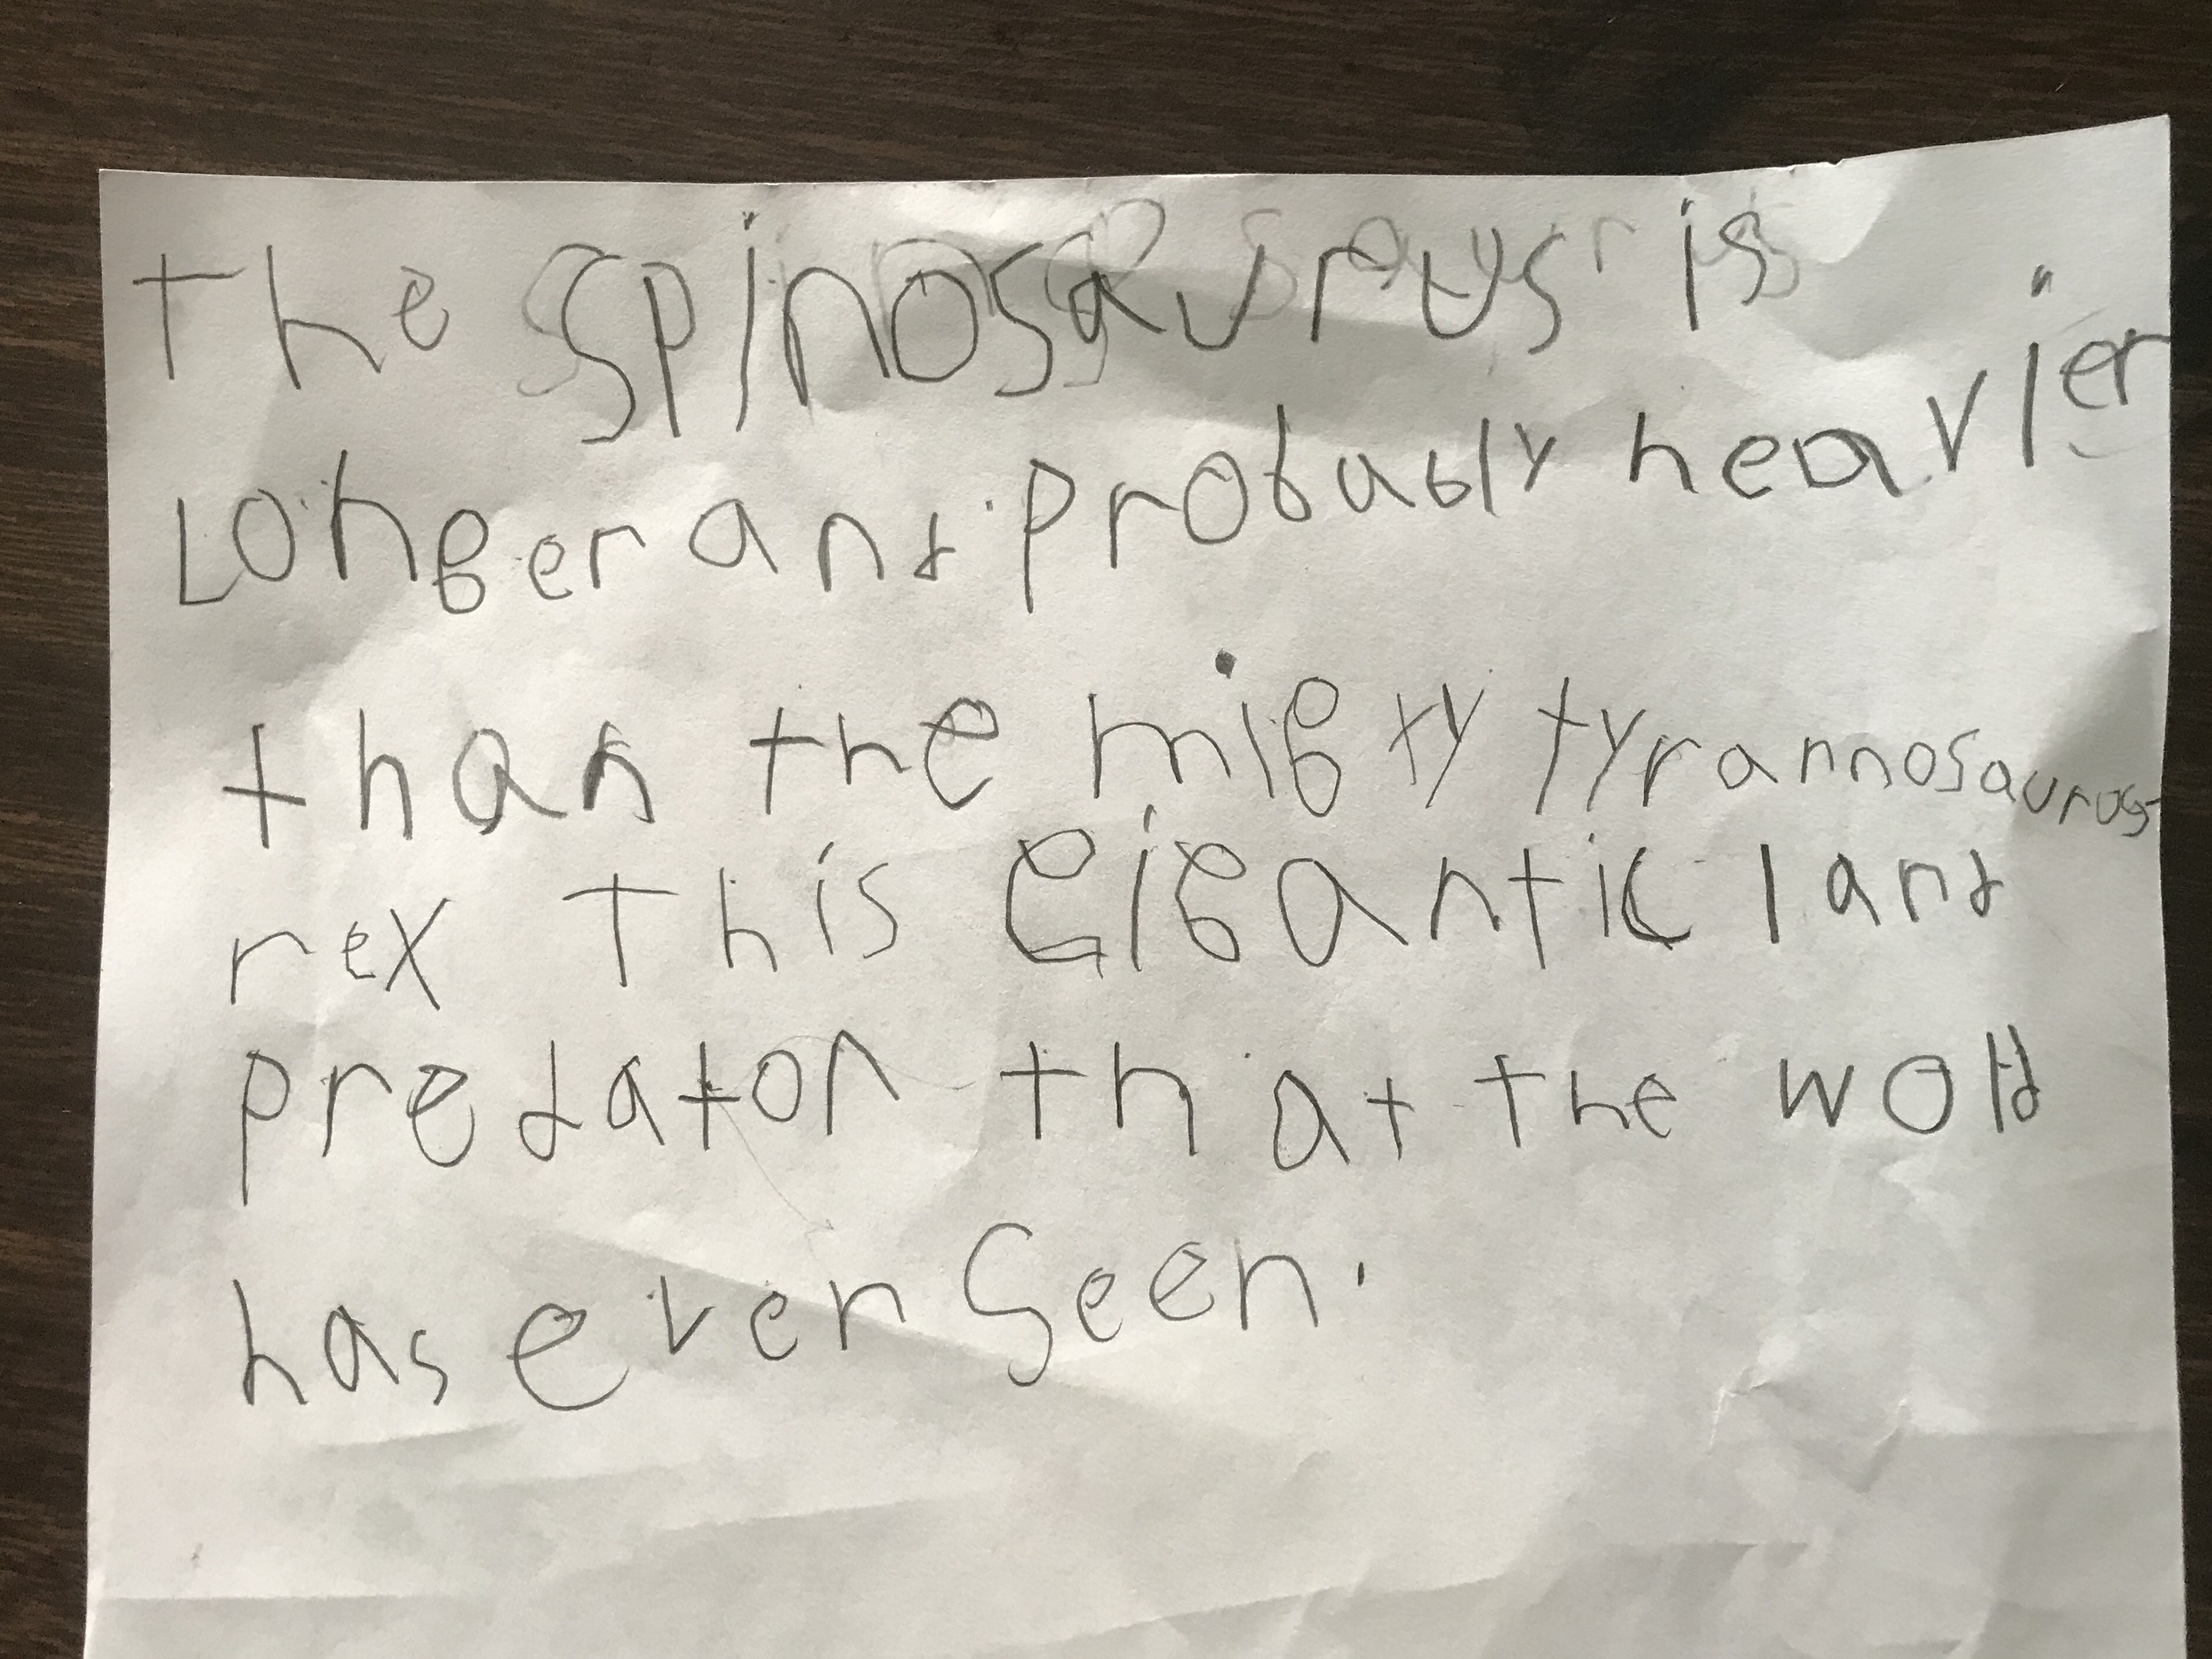 The Spinosaurus is
Longer and probably heavier
than the migty tyrannosaurus
rex This Gigantic land
predator that the wold
has ever Seen.